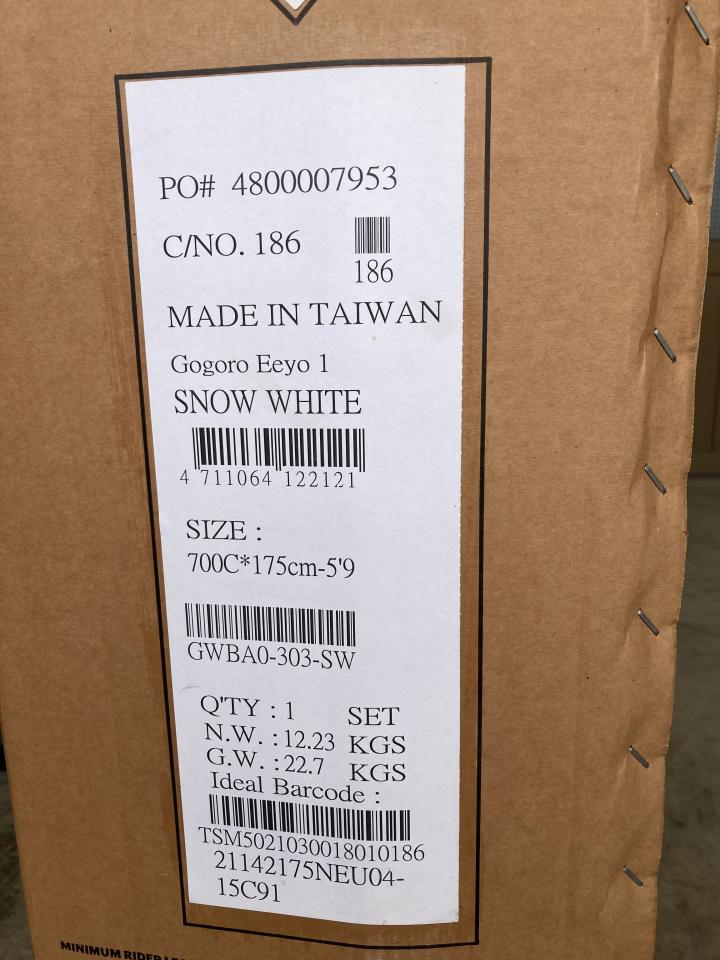 PO# 4800007953
C/NO. 186
186
MADE IN TAIWAN
Gogoro Eeyo 1
SNOW WHITE
4 711064 122121
SIZE :
700C*175cm-5'9
GWBA0-303-SW
Q'TY : 1 SET
N.W. : 12.23 KGS
G.W. : 22.7 KGS
Ideal Barcode :
TSM5021030018010186
21142175NEU04-
15C91
MINIMUM RIDER